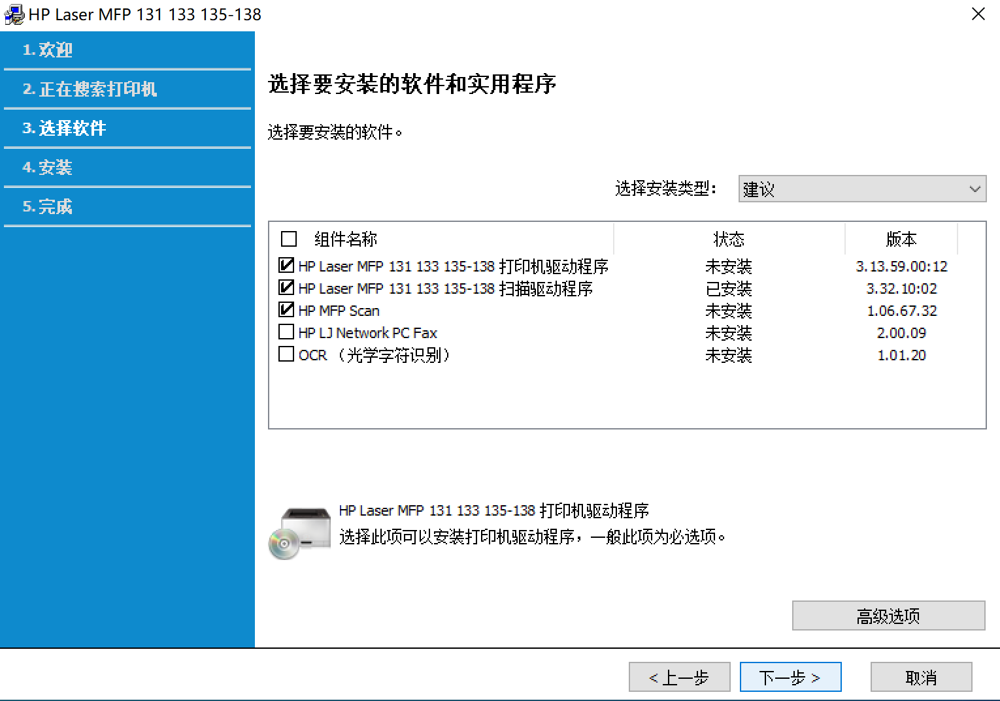 HP Laser MFP 131 133 135-138
1. 欢迎
2. 正在搜索打印机
3. 选择软件
4. 安装
5. 完成
选择要安装的软件和实用程序
选择要安装的软件。
选择安装类型： 建议
组件名称 状态 版本
HP Laser MFP 131 133 135-138 打印机驱动程序 未安装 3.13.59.00:12
HP Laser MFP 131 133 135-138 扫描驱动程序 已安装 3.32.10:02
HP MFP Scan 未安装 1.06.67.32
HP LJ Network PC Fax 未安装 2.00.09
OCR （光学字符识别） 未安装 1.01.20
HP Laser MFP 131 133 135-138 打印机驱动程序
选择此项可以安装打印机驱动程序，一般此项为必选项。
高级选项
< 上一步 下一步 > 取消